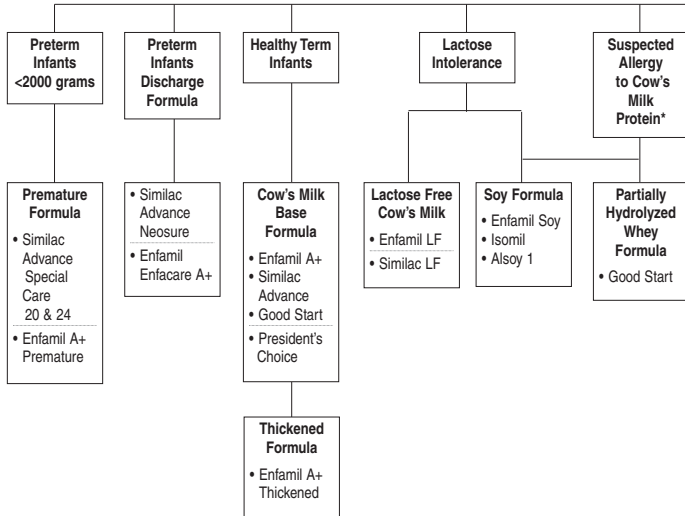 Preterm
Infants
<2000 grams
Preterm
Infants
Discharge
Formula
Healthy Term
Infants
Lactose
Intolerance
Suspected
Allergy
to Cow's
Milk
Protein*
Premature
Formula
• Similac
Advance
Special
Care
20 & 24
• Enfamil A+
Premature
• Similac
Advance
Neosure
• Enfamil
Enfacare A+
Cow's Milk
Base
Formula
• Enfamil A+
• Similac
Advance
• Good Start
• President's
Choice
Lactose Free
Cow's Milk
• Enfamil LF
• Similac LF
Soy Formula
• Enfamil Soy
• Isomil
• Alsoy 1
Partially
Hydrolyzed
Whey
Formula
• Good Start
Thickened
Formula
• Enfamil A+
Thickened